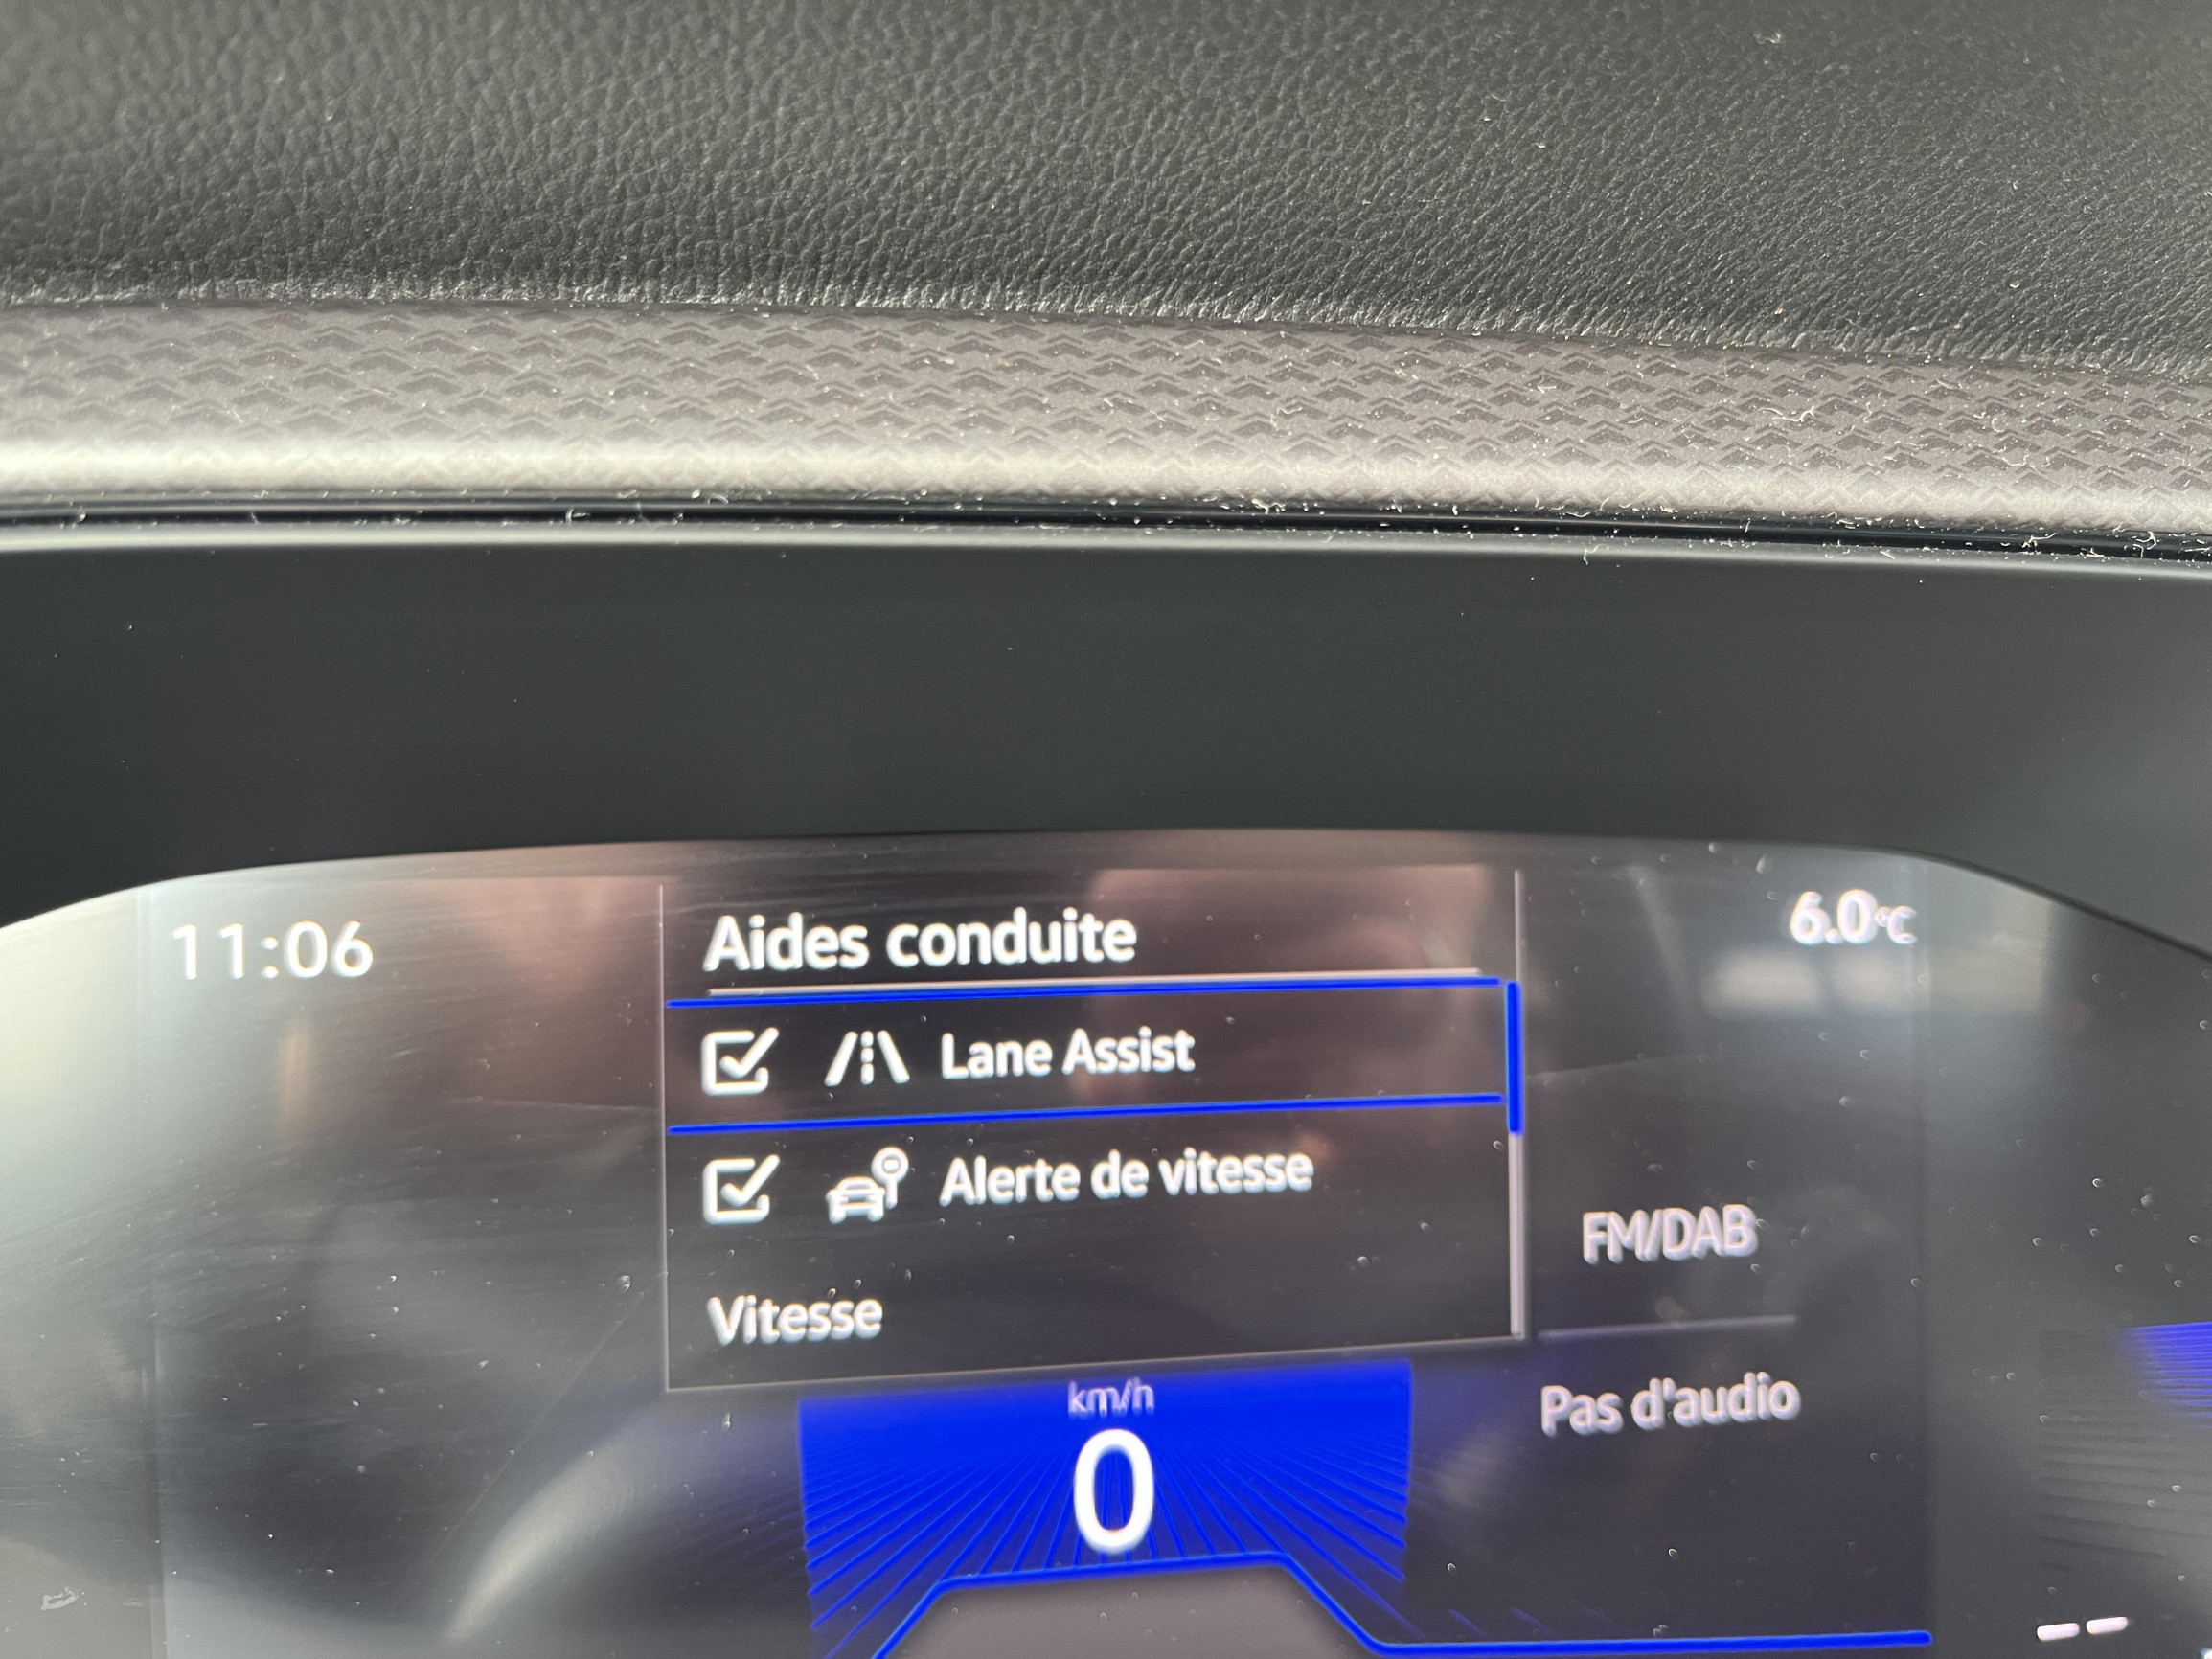 11:06
Aides conduite
6.0°C
Lane Assist
Alerte de vitesse
Vitesse
FM/DAB
km/h
0
Pas d'audio
--